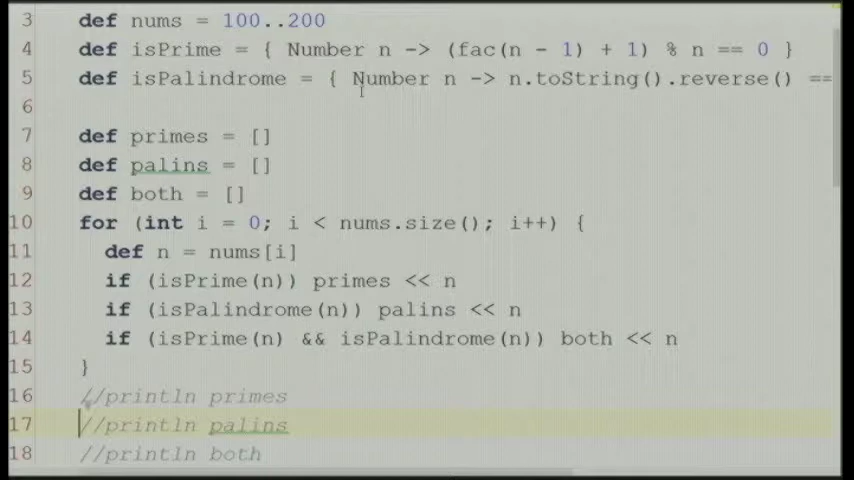 3 def nums = 100..200
4 def isPrime = { Number n -> (fac(n - 1) + 1) % n == 0 }
5 def isPalindrome = { Number n -> n.toString().reverse() ==
6
7 def primes = []
8 def palins = []
9 def both = []
10 for (int i = 0; i < nums.size(); i++) {
11 def n = nums[i]
12 if (isPrime(n)) primes << n
13 if (isPalindrome(n)) palins << n
14 if (isPrime(n) && isPalindrome(n)) both << n
15 }
16 //println primes
17 //println palins
18 //println both